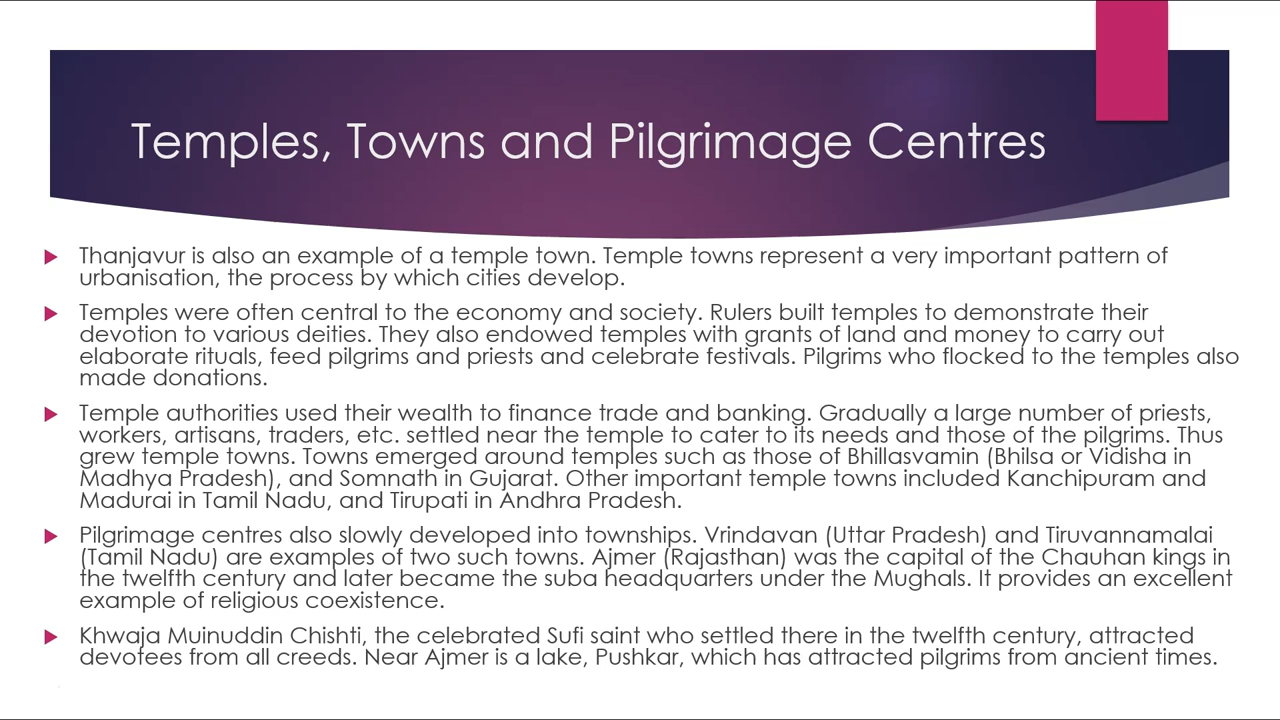 Temples, Towns and Pilgrimage Centres
Thanjavur is also an example of a temple town. Temple towns represent a very important pattern of
urbanisation, the process by which cities develop.
Temples were often central to the economy and society. Rulers built temples to demonstrate their
devotion to various deities. They also endowed temples with grants of land and money to carry out
elaborate rituals, feed pilgrims and priests and celebrate festivals. Pilgrims who flocked to the temples also
made donations.
Temple authorities used their wealth to finance trade and banking. Gradually a large number of priests,
workers, artisans, traders, etc. settled near the temple to cater to its needs and those of the pilgrims. Thus
grew temple towns. Towns emerged around temples such as those of Bhillasvamin (Bhilsa or Vidisha in
Madhya Pradesh), and Somnath in Gujarat. Other important temple towns included Kanchipuram and
Madurai in Tamil Nadu, and Tirupati in Andhra Pradesh.
Pilgrimage centres also slowly developed into townships. Vrindavan (Uttar Pradesh) and Tiruvannamalai
(Tamil Nadu) are examples of two such towns. Ajmer (Rajasthan) was the capital of the Chauhan kings in
the twelfth century and later became the suba headquarters under the Mughals. It provides an excellent
example of religious coexistence.
Khwaja Muinuddin Chishti, the celebrated Sufi saint who settled there in the twelfth century, attracted
devotees from all creeds. Near Ajmer is a lake, Pushkar, which has attracted pilgrims from ancient times.